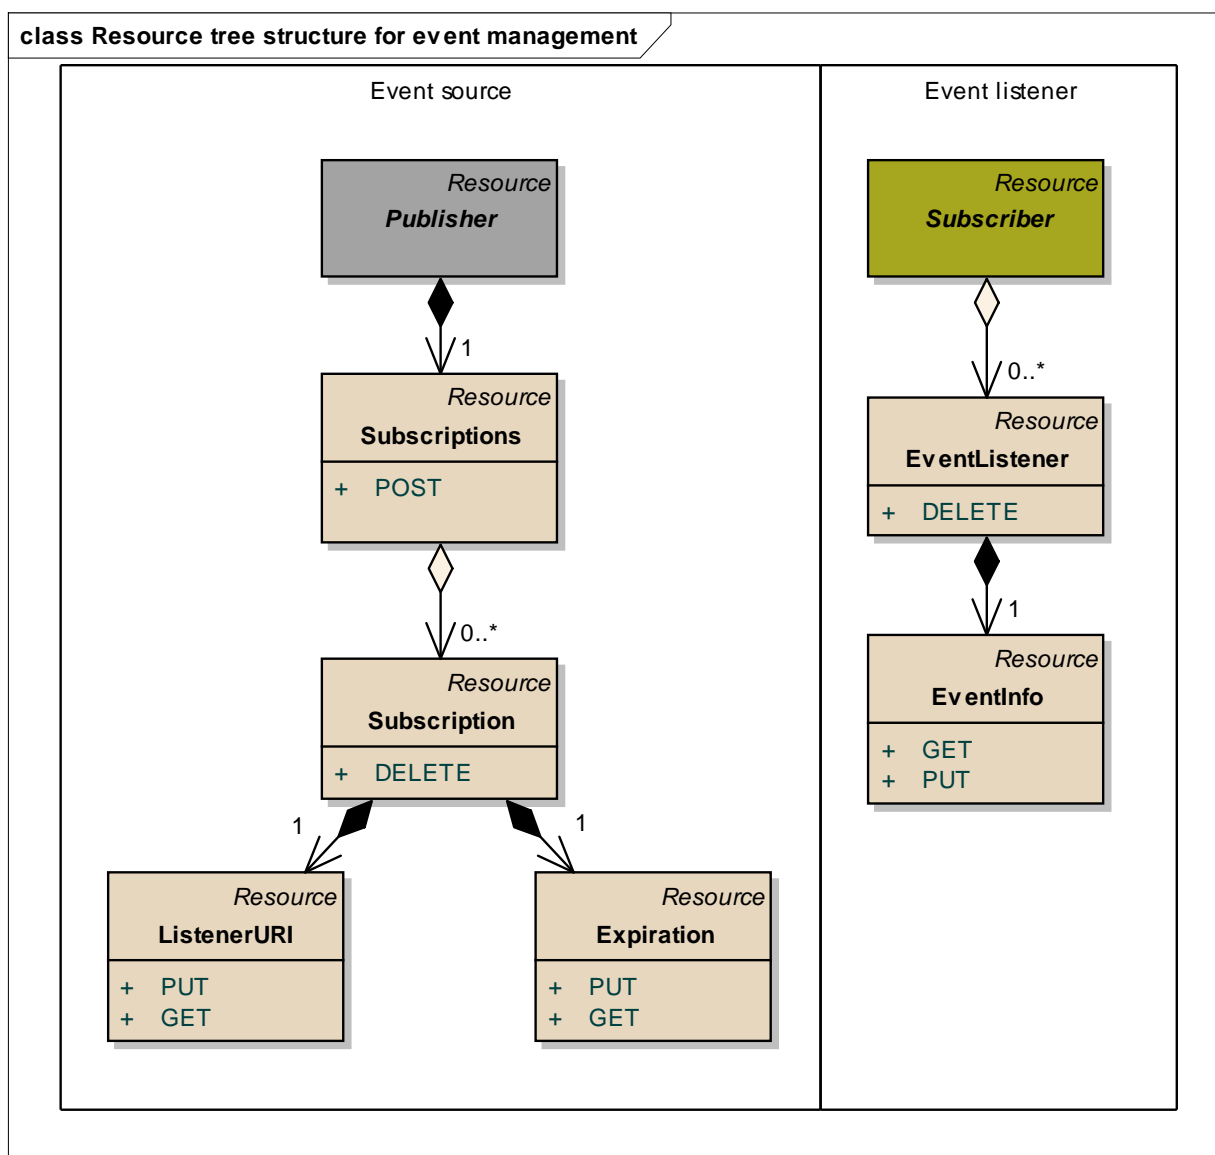 class Resource tree structure for event management
Event source
Resource
Publisher
1
Resource
Subscriptions
+ POST
0..*
Resource
Subscription
+ DELETE
1
1
Resource
ListenerURI
+ PUT
+ GET
Resource
Expiration
+ PUT
+ GET
Event listener
Resource
Subscriber
0..*
Resource
EventListener
+ DELETE
1
Resource
EventInfo
+ GET
+ PUT